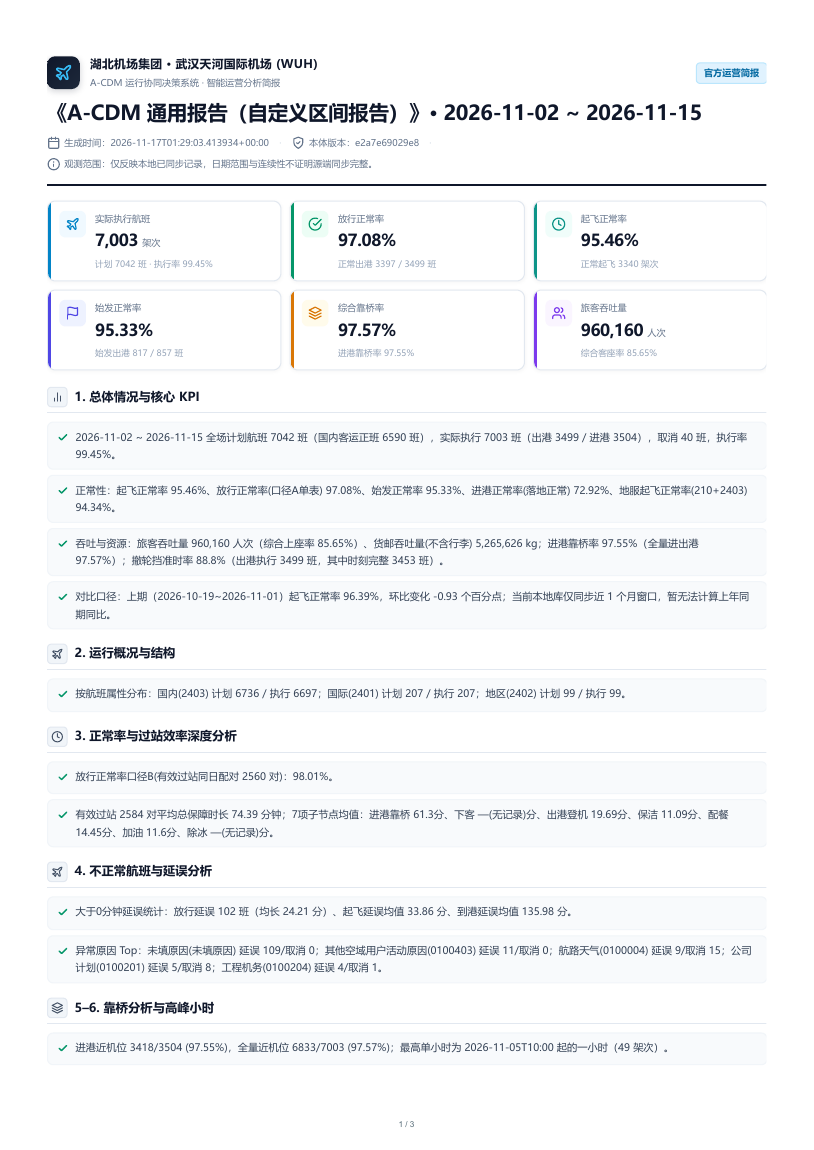 湖北机场集团 • 武汉天河国际机场 (WUH)
A-CDM 运行协同决策系统 · 智能运营分析简报
官方运营简报
《A-CDM 通用报告（自定义区间报告）》• 2026-11-02 ~ 2026-11-15
生成时间：2026-11-17T01:29:03.413934+00:00 · 本体版本：e2a7e69029e8 ·
观测范围：仅反映本地已同步记录，日期范围与连续性不证明源端同步完整。
实际执行航班
7,003 架次
计划 7042 班 · 执行率 99.45%
放行正常率
97.08%
正常出港 3397 / 3499 班
起飞正常率
95.46%
正常起飞 3340 架次
始发正常率
95.33%
始发出港 817 / 857 班
综合靠桥率
97.57%
进港靠桥率 97.55%
旅客吞吐量
960,160 人次
综合客座率 85.65%
1. 总体情况与核心 KPI
2026-11-02 ~ 2026-11-15 全场计划航班 7042 班（国内客运正班 6590 班），实际执行 7003 班（出港 3499 / 进港 3504），取消 40 班，执行率
99.45%。
正常性：起飞正常率 95.46%、放行正常率(口径A单表) 97.08%、始发正常率 95.33%、进港正常率(落地正常) 72.92%、地服起飞正常率(210+2403)
94.34%。
吞吐与资源：旅客吞吐量 960,160 人次（综合上座率 85.65%）、货邮吞吐量(不含行李) 5,265,626 kg；进港靠桥率 97.55%（全量进出港
97.57%）；撤轮挡准时率 88.8%（出港执行 3499 班，其中时刻完整 3453 班）。
对比口径：上期（2026-10-19~2026-11-01）起飞正常率 96.39%，环比变化 -0.93 个百分点；当前本地库仅同步近 1 个月窗口，暂无法计算上年同
期同比。
2. 运行概况与结构
按航班属性分布：国内(2403) 计划 6736 / 执行 6697；国际(2401) 计划 207 / 执行 207；地区(2402) 计划 99 / 执行 99。
3. 正常率与过站效率深度分析
放行正常率口径B(有效过站同日配对 2560 对)：98.01%。
有效过站 2584 对平均总保障时长 74.39 分钟；7项子节点均值：进港靠桥 61.3分、下客 —(无记录)分、出港登机 19.69分、保洁 11.09分、配餐
14.45分、加油 11.6分、除冰 —(无记录)分。
4. 不正常航班与延误分析
大于0分钟延误统计：放行延误 102 班（均长 24.21 分）、起飞延误均值 33.86 分、到港延误均值 135.98 分。
异常原因 Top：未填原因(未填原因) 延误 109/取消 0；其他空域用户活动原因(0100403) 延误 11/取消 0；航路天气(0100004) 延误 9/取消 15；公司
计划(0100201) 延误 5/取消 8；工程机务(0100204) 延误 4/取消 1。
5–6. 靠桥分析与高峰小时
进港近机位 3418/3504 (97.55%)，全量近机位 6833/7003 (97.57%)；最高单小时为 2026-11-05T10:00 起的一小时（49 架次）。
1 / 3